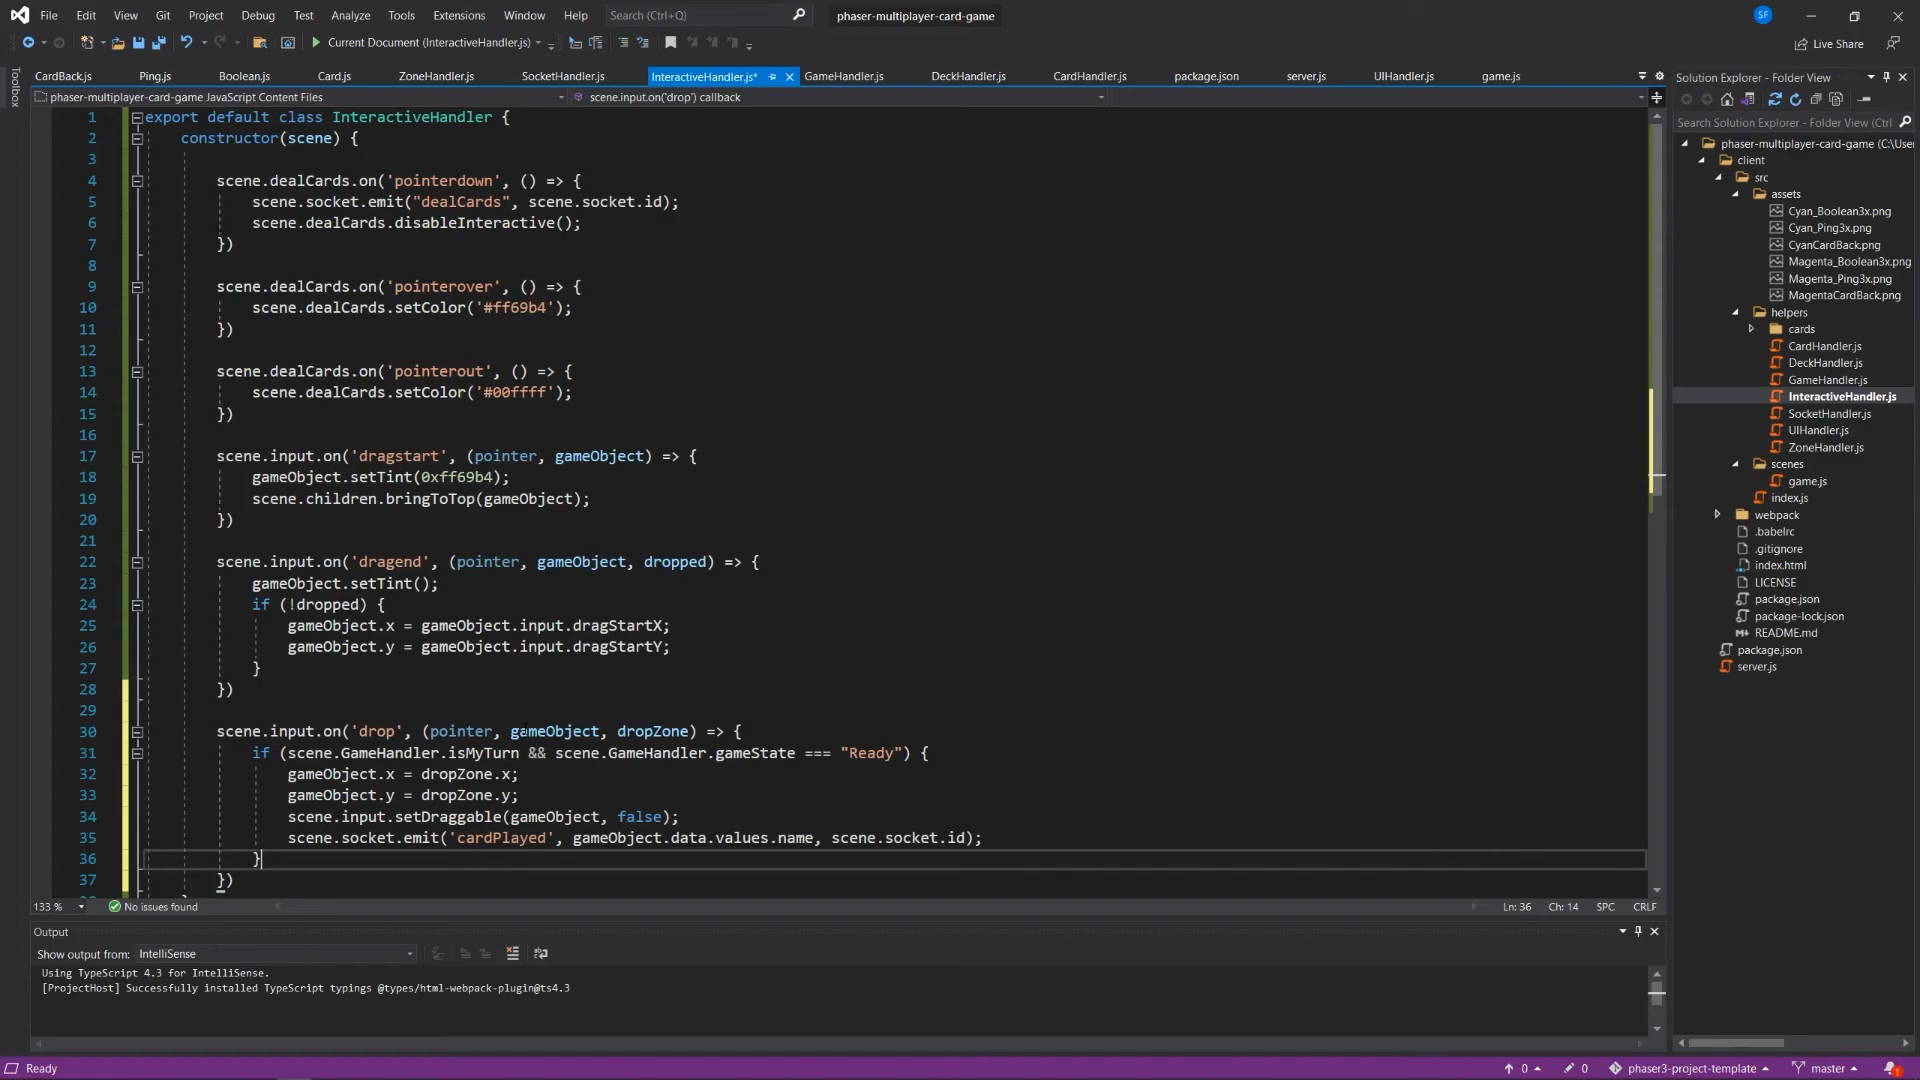 File Edit View Git Project Debug Test Analyze Tools Extensions Window Help Search (Ctrl+Q) phaser-multiplayer-card-game SF
Current Document (InteractiveHandler.js) Live Share
Toolbox
CardBack.js Ping.js Boolean.js Card.js ZoneHandler.js SocketHandler.js InteractiveHandler.js* GameHandler.js DeckHandler.js CardHandler.js package.json server.js UIHandler.js game.js
phaser-multiplayer-card-game JavaScript Content Files scene.input.on('drop') callback
1 export default class InteractiveHandler {
2 constructor(scene) {
3
4 scene.dealCards.on('pointerdown', () => {
5 scene.socket.emit("dealCards", scene.socket.id);
6 scene.dealCards.disableInteractive();
7 })
8
9 scene.dealCards.on('pointerover', () => {
10 scene.dealCards.setColor('#ff69b4');
11 })
12
13 scene.dealCards.on('pointerout', () => {
14 scene.dealCards.setColor('#00ffff');
15 })
16
17 scene.input.on('dragstart', (pointer, gameObject) => {
18 gameObject.setTint(0xff69b4);
19 scene.children.bringToTop(gameObject);
20 })
21
22 scene.input.on('dragend', (pointer, gameObject, dropped) => {
23 gameObject.setTint();
24 if (!dropped) {
25 gameObject.x = gameObject.input.dragStartX;
26 gameObject.y = gameObject.input.dragStartY;
27 }
28 })
29
30 scene.input.on('drop', (pointer, gameObject, dropZone) => {
31 if (scene.GameHandler.isMyTurn && scene.GameHandler.gameState === "Ready") {
32 gameObject.x = dropZone.x;
33 gameObject.y = dropZone.y;
34 scene.input.setDraggable(gameObject, false);
35 scene.socket.emit('cardPlayed', gameObject.data.values.name, scene.socket.id);
36 }
37 })
133 % No issues found Ln: 36 Ch: 14 SPC CRLF
Output
Show output from: IntelliSense
Using TypeScript 4.3 for IntelliSense.
[ProjectHost] Successfully installed TypeScript typings @types/html-webpack-plugin@ts4.3
Solution Explorer - Folder View
Search Solution Explorer - Folder View (Ctrl
phaser-multiplayer-card-game (C:\User
client
src
assets
Cyan_Boolean3x.png
Cyan_Ping3x.png
CyanCardBack.png
Magenta_Boolean3x.png
Magenta_Ping3x.png
MagentaCardBack.png
helpers
cards
CardHandler.js
DeckHandler.js
GameHandler.js
InteractiveHandler.js
SocketHandler.js
UIHandler.js
ZoneHandler.js
scenes
game.js
index.js
webpack
.babelrc
.gitignore
index.html
LICENSE
package.json
package-lock.json
README.md
package.json
server.js
Ready 0 0 phaser3-project-template master 1